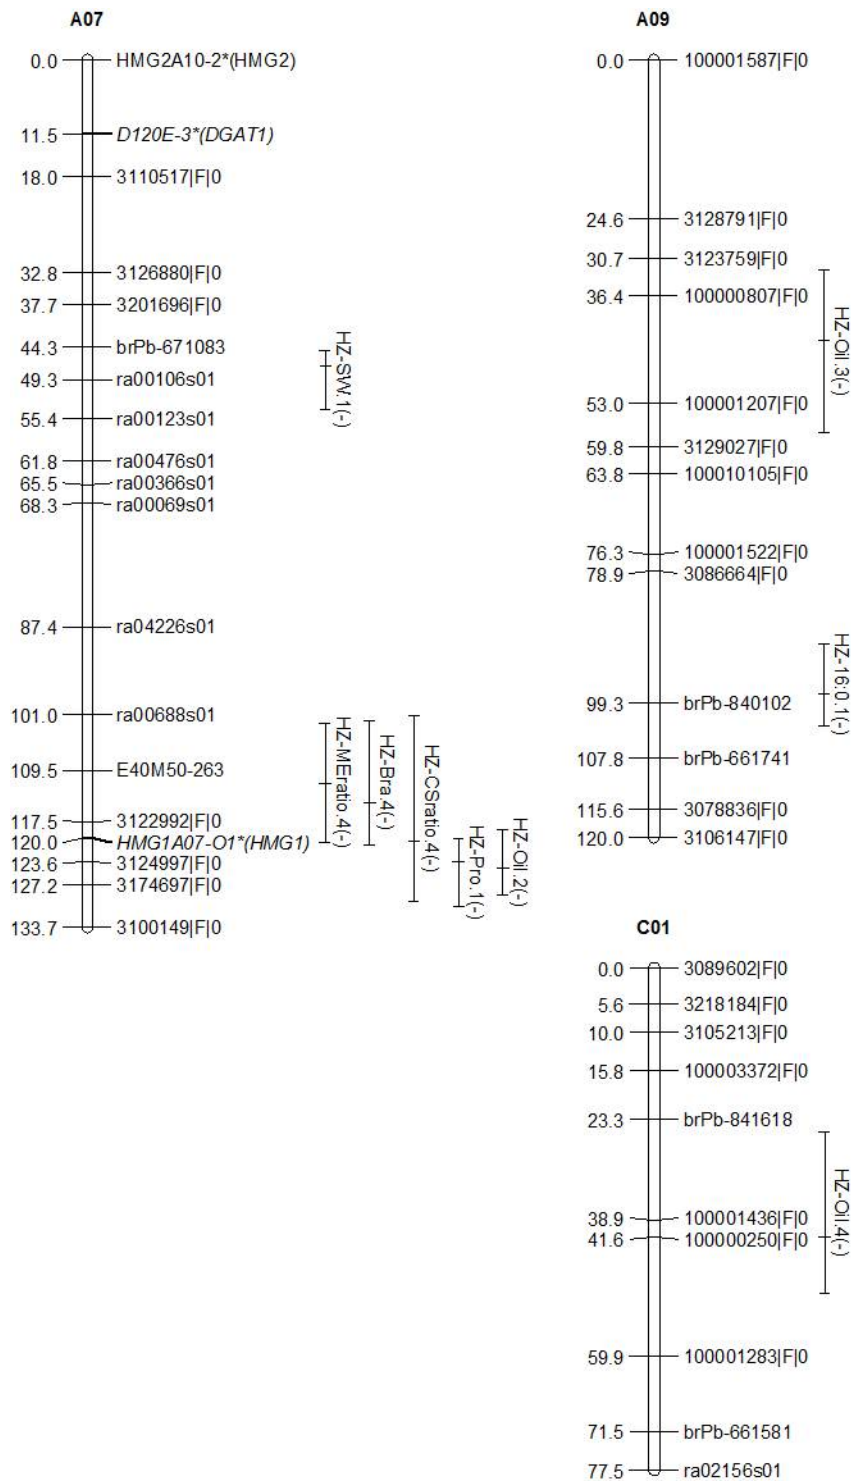 A07
0.0 HMG2A10-2*(HMG2)
11.5 D120E-3*(DGAT1)
18.0 3110517|F|0
32.8 3126880|F|0
37.7 3201696|F|0
44.3 brPb-671083
49.3 ra00106s01
55.4 ra00123s01
61.8 ra00476s01
65.5 ra00366s01
68.3 ra00069s01
87.4 ra04226s01
101.0 ra00688s01
109.5 E40M50-263
117.5 3122992|F|0
120.0 HMG1A07-O1*(HMG1)
123.6 3124997|F|0
127.2 3174697|F|0
133.7 3100149|F|0
HZ-SW.1(-)
HZ-MEratio.4(-)
HZ-Bra.4(-)
HZ-CSratio.4(-)
HZ-Pro.1(-)
HZ-Oil.2(-)
A09
0.0 100001587|F|0
24.6 3128791|F|0
30.7 3123759|F|0
36.4 100000807|F|0
53.0 100001207|F|0
59.8 3129027|F|0
63.8 100010105|F|0
76.3 100001522|F|0
78.9 3086664|F|0
99.3 brPb-840102
107.8 brPb-661741
115.6 3078836|F|0
120.0 3106147|F|0
HZ-Oil.3(-)
HZ-16:0.1(-)
C01
0.0 3089602|F|0
5.6 3218184|F|0
10.0 3105213|F|0
15.8 100003372|F|0
23.3 brPb-841618
38.9 100001436|F|0
41.6 100000250|F|0
59.9 100001283|F|0
71.5 brPb-661581
77.5 ra02156s01
HZ-Oil.4(-)